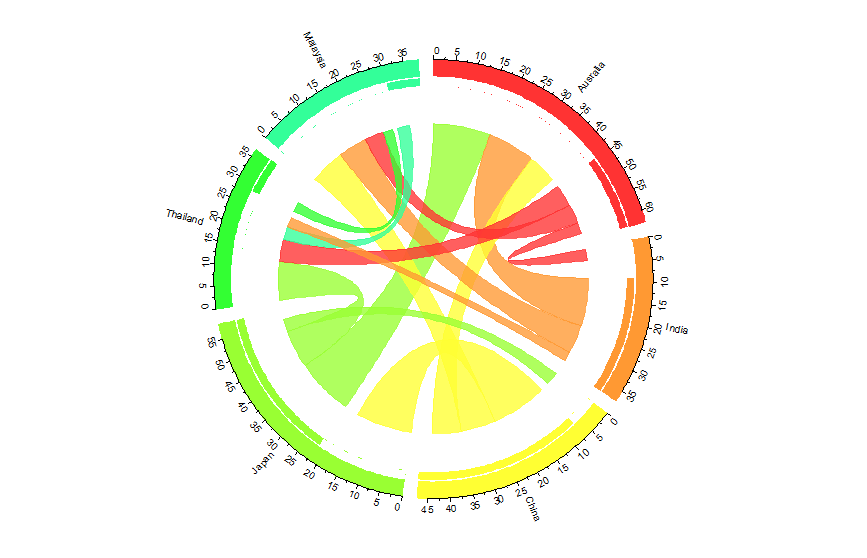 Australia
0 5 10 15 20 25 30 35 40 45 50 55 60
India
0 5 10 15 20 25 30 35
China
0 5 10 15 20 25 30 35 40 45
Japan
0 5 10 15 20 25 30 35 40 45 50 55
Thailand
0 5 10 15 20 25 30 35
Malaysia
0 5 10 15 20 25 30 35